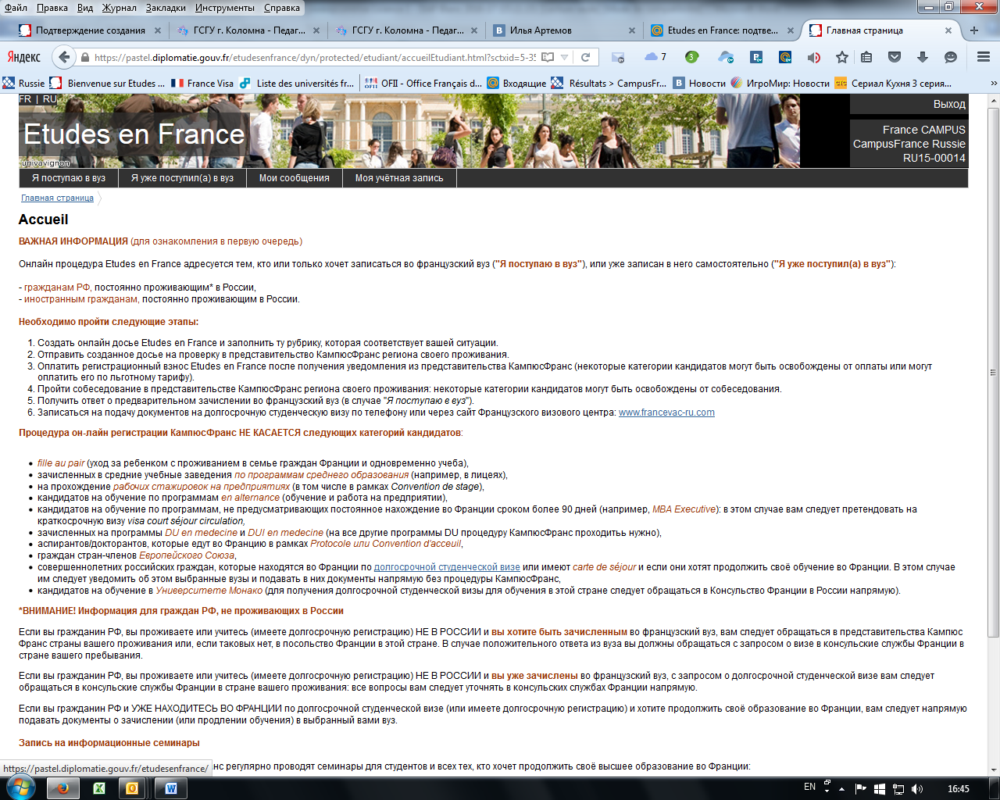 Файл Правка Вид Журнал Закладки Инструменты Справка
Подтверждение создания ГСГУ г. Коломна - Педаг... ГСГУ г. Коломна - Педаг... Илья Артемов Etudes en France: подтве... Главная страница
Яндекс https://pastel.diplomatie.gouv.fr/etudesenfrance/dyn/protected/etudiant/accueilEtudiant.html?sctxid=5-35 7 3
Russie Bienvenue sur Etudes ... France Visa Liste des universités fr... OFII - Office Français d... Входящие Résultats > CampusFr... Новости ИгроМир: Новости Сериал Кухня 3 серия...
FR | RU
Выход
Etudes en France
France CAMPUS
CampusFrance Russie
RU15-00014
univavignon
Я поступаю в вуз Я уже поступил(а) в вуз Мои сообщения Моя учётная запись
Главная страница
Accueil
ВАЖНАЯ ИНФОРМАЦИЯ (для ознакомления в первую очередь)
Онлайн процедура Etudes en France адресуется тем, кто или только хочет записаться во французский вуз ("Я поступаю в вуз"), или уже записан в него самостоятельно ("Я уже поступил(а) в вуз"):
- гражданам РФ, постоянно проживающим* в России,
- иностранным гражданам, постоянно проживающим в России.
Необходимо пройти следующие этапы:
1. Создать онлайн досье Etudes en France и заполнить ту рубрику, которая соответствует вашей ситуации.
2. Отправить созданное досье на проверку в представительство КампюсФранс региона своего проживания.
3. Оплатить регистрационный взнос Etudes en France после получения уведомления из представительства КампюсФранс (некоторые категории кандидатов могут быть освобождены от оплаты или могут
оплатить его по льготному тарифу).
4. Пройти собеседование в представительстве КампюсФранс региона своего проживания: некоторые категории кандидатов могут быть освобождены от собеседования.
5. Получить ответ о предварительном зачислении во французский вуз (в случае "Я поступаю в вуз").
6. Записаться на подачу документов на долгосрочную студенческую визу по телефону или через сайт Французского визового центра: www.francevac-ru.com
Процедура он-лайн регистрации КампюсФранс НЕ КАСАЕТСЯ следующих категорий кандидатов:
• fille au pair (уход за ребенком с проживанием в семье граждан Франции и одновременно учеба),
• зачисленных в средние учебные заведения по программам среднего образования (например, в лицеях),
• на прохождение рабочих стажировок на предприятиях (в том числе в рамках Convention de stage),
• кандидатов на обучение по программам en alternance (обучение и работа на предприятии),
• кандидатов на обучение по программам, не предусматривающих постоянное нахождение во Франции сроком более 90 дней (например, MBA Executive): в этом случае вам следует претендовать на
краткосрочную визу visa court séjour circulation,
• зачисленных на программы DU en medecine и DUI en medecine (на все другие программы DU процедуру КампюсФранс проходитьь нужно),
• аспирантов/докторантов, которые едут во Францию в рамках Protocole или Convention d'acceuil,
• граждан стран-членов Европейского Союза,
• совершеннолетних российских граждан, которые находятся во Франции по долгосрочной студенческой визе или имеют carte de séjour и если они хотят продолжить своё обучение во Франции. В этом случае
им следует уведомить об этом выбранные вузы и подавать в них документы напрямую без процедуры КампюсФранс,
• кандидатов на обучение в Университете Монако (для получения долгосрочной студенческой визы для обучения в этой стране следует обращаться в Консульство Франции в России напрямую).
*ВНИМАНИЕ! Информация для граждан РФ, не проживающих в России
Если вы гражданин РФ, вы проживаете или учитесь (имеете долгосрочную регистрацию) НЕ В РОССИИ и вы хотите быть зачисленным во французский вуз, вам следует обращаться в представительства Кампюс
Франс страны вашего проживания или, если таковых нет, в посольство Франции в этой стране. В случае положительного ответа из вуза вы должны обращаться с запросом о визе в консульские службы Франции в
стране вашего пребывания.
Если вы гражданин РФ, вы проживаете или учитесь (имеете долгосрочную регистрацию) НЕ В РОССИИ и вы уже зачислены во французский вуз, с запросом о долгосрочной студенческой визе вам следует
обращаться в консульские службы Франции в стране вашего проживания: все вопросы вам следует уточнять в консульских службах Франции напрямую.
Если вы гражданин РФ и УЖЕ НАХОДИТЕСЬ ВО ФРАНЦИИ по долгосрочной студенческой визе (или имеете долгосрочную регистрацию) и хотите продолжить своё образование во Франции, вам следует напрямую
подавать документы о зачислении (или продлении обучения) в выбранный вами вуз.
Запись на информационные семинары
https://pastel.diplomatie.gouv.fr/etudesenfrance/ нс регулярно проводят семинары для студентов и всех тех, кто хочет продолжить своё высшее образование во Франции:
EN 16:45